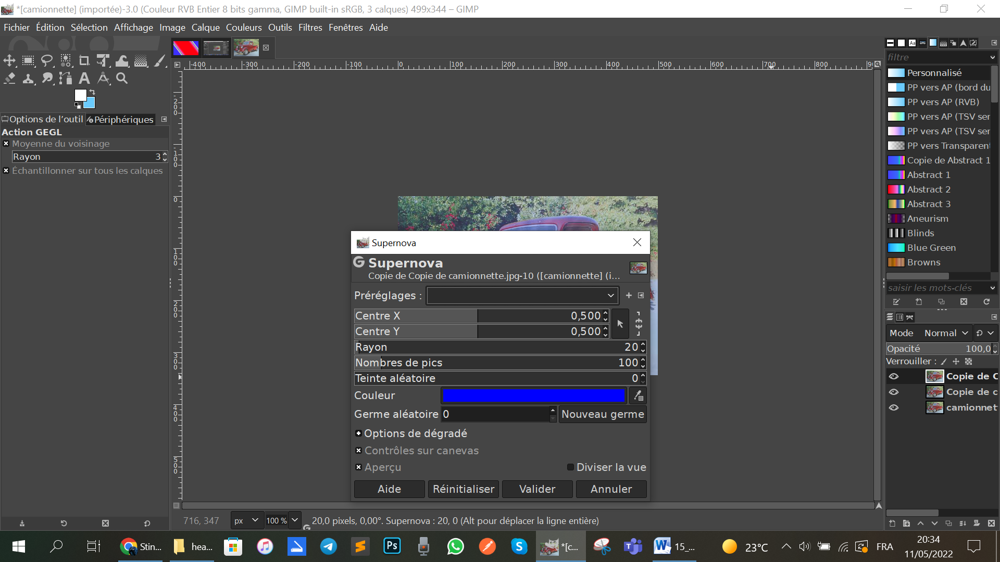 *[camionnette] (importée)-3.0 (Couleur RVB Entier 8 bits gamma, GIMP built-in sRGB, 3 calques) 499x344 – GIMP
Fichier Édition Sélection Affichage Image Calque Couleurs Outils Filtres Fenêtres Aide
Options de l'outil Périphériques
Action GEGL
Moyenne du voisinage
Rayon 3
Échantillonner sur tous les calques
-400 -300 -200 -100 0 100 200 300 400 500 600 700 800
200
100
0
100
200
300
400
500
Supernova
Supernova
Copie de Copie de camionnette.jpg-10 ([camionnette] (i...
Préréglages :
Centre X 0,500
Centre Y 0,500
Rayon 20
Nombres de pics 100
Teinte aléatoire 0
Couleur
Germe aléatoire 0 Nouveau germe
Options de dégradé
Contrôles sur canevas
Aperçu Diviser la vue
Aide Réinitialiser Valider Annuler
716, 347 px 100 % 20,0 pixels, 0,00°. Supernova : 20, 0 (Alt pour déplacer la ligne entière)
Aa
filtre
Personnalisé
PP vers AP (bord du
PP vers AP (RVB)
PP vers AP (TSV ser
PP vers AP (TSV ser
PP vers Transparent
Copie de Abstract 1
Abstract 1
Abstract 2
Abstract 3
Aneurism
Blinds
Blue Green
Browns
saisir les mots-clés
Mode Normal
Opacité 100,0
Verrouiller :
Copie de C
Copie de c
camionnet
Stin... hea... Ps *[c... 15_... 23°C FRA
20:34
11/05/2022